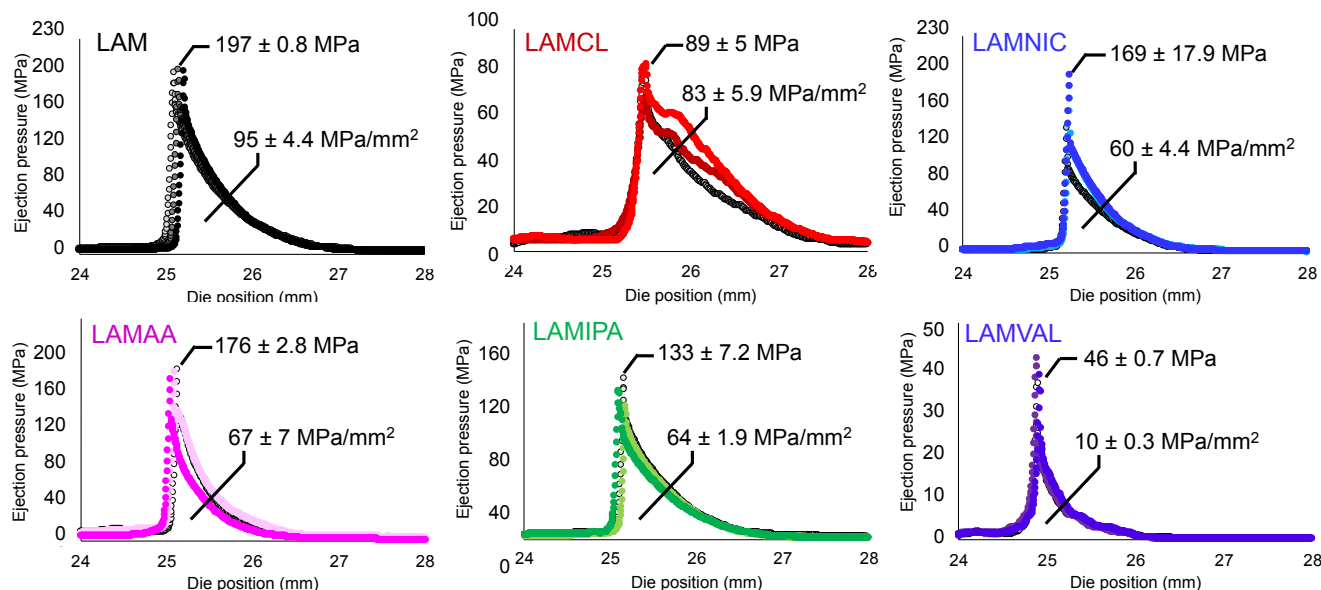 LAM
230
200
160
120
80
40
0
Ejection pressure (MPa)
197 ± 0.8 MPa
95 ± 4.4 MPa/mm²
24 25 26 27 28
Die position (mm)
LAMCL
100
80
60
40
20
0
Ejection pressure (MPa)
89 ± 5 MPa
83 ± 5.9 MPa/mm²
24 25 26 27 28
Die position (mm)
LAMNIC
230
200
160
120
80
40
0
Ejection pressure (MPa)
169 ± 17.9 MPa
60 ± 4.4 MPa/mm²
24 25 26 27 28
Die position (mm)
LAMAA
200
160
120
80
40
0
Ejection pressure (MPa)
176 ± 2.8 MPa
67 ± 7 MPa/mm²
24 25 26 27 28
Die position (mm)
LAMIPA
160
120
100
80
60
40
0
Ejection pressure (MPa)
133 ± 7.2 MPa
64 ± 1.9 MPa/mm²
24 25 26 27 28
Die position (mm)
LAMVAL
50
40
30
20
10
0
Ejection pressure (MPa)
46 ± 0.7 MPa
10 ± 0.3 MPa/mm²
24 25 26 27 28
Die position (mm)